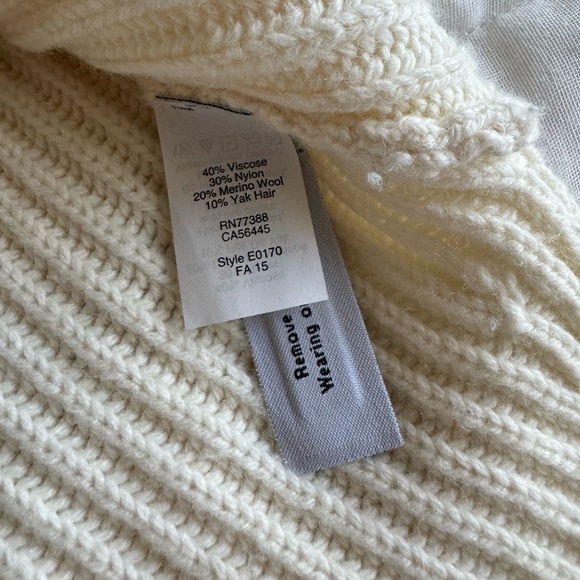 40% Viscose
30% Nylon
20% Merino Wool
10% Yak Hair
RN77388
CA56445
Style E0170
FA 15
Remove
Wearing